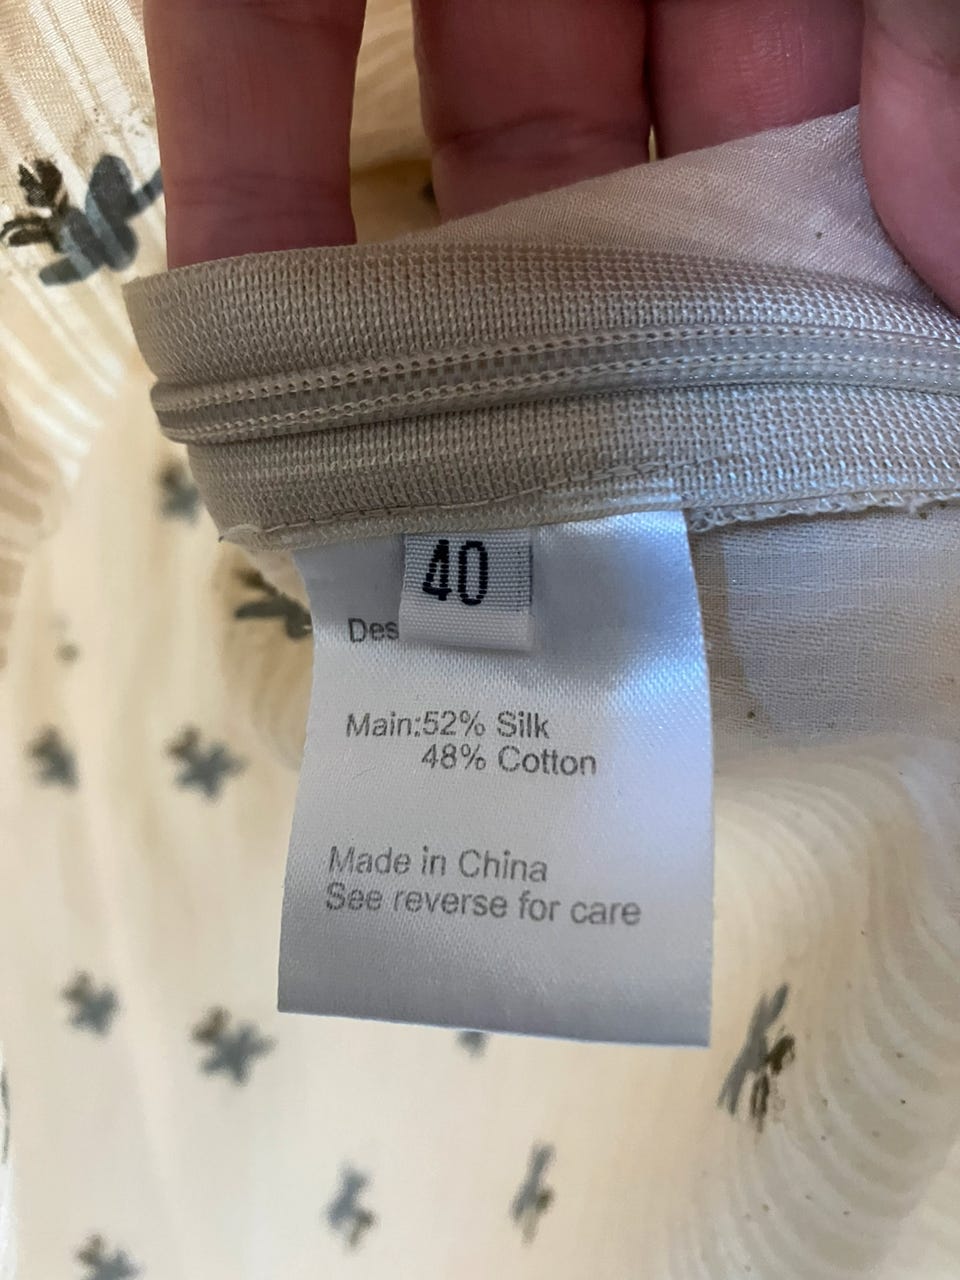 40
Des
Main:52% Silk
48% Cotton
Made in China
See reverse for care